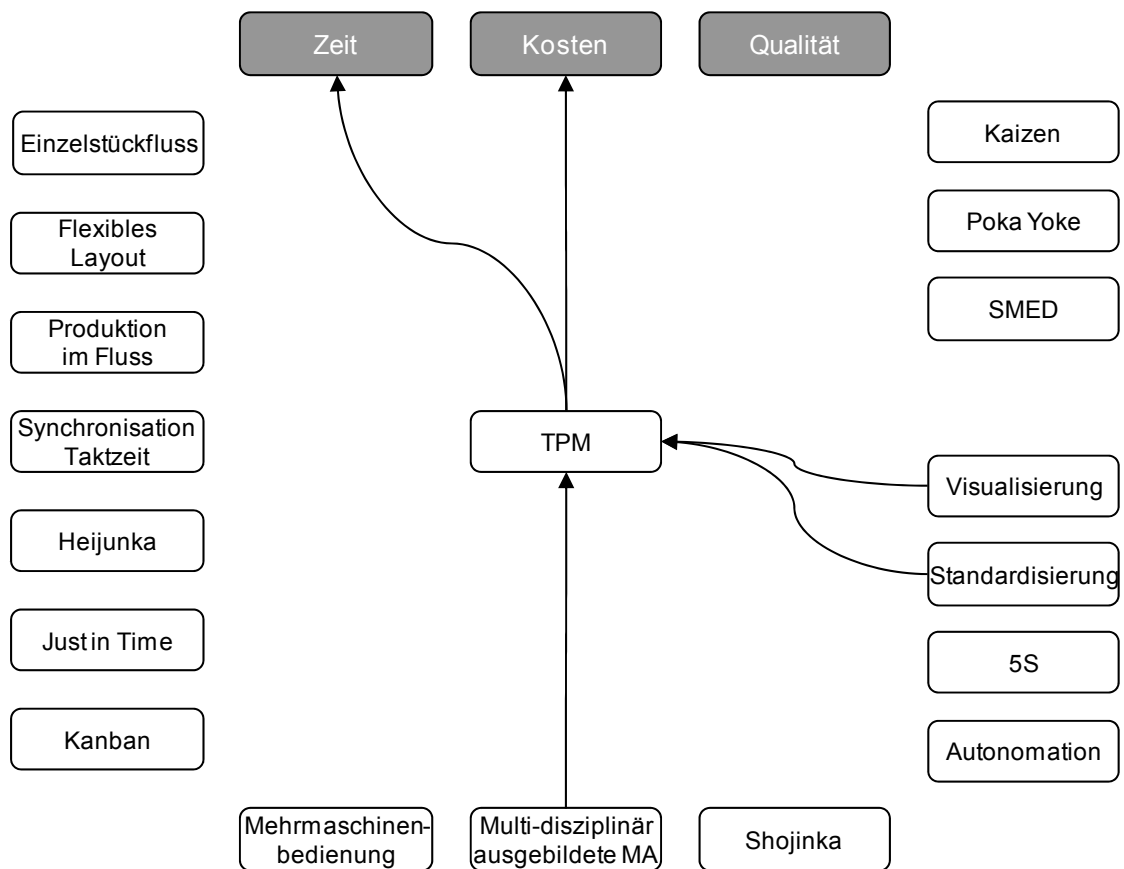 Zeit
Kosten
Qualität
Einzelstückfluss
Flexibles
Layout
Produktion
im Fluss
Synchronisation
Taktzeit
Heijunka
Just in Time
Kanban
TPM
Kaizen
Poka Yoke
SMED
Visualisierung
Standardisierung
5S
Autonomation
Mehrmaschinen-
bedienung
Multi-disziplinär
ausgebildete MA
Shojinka